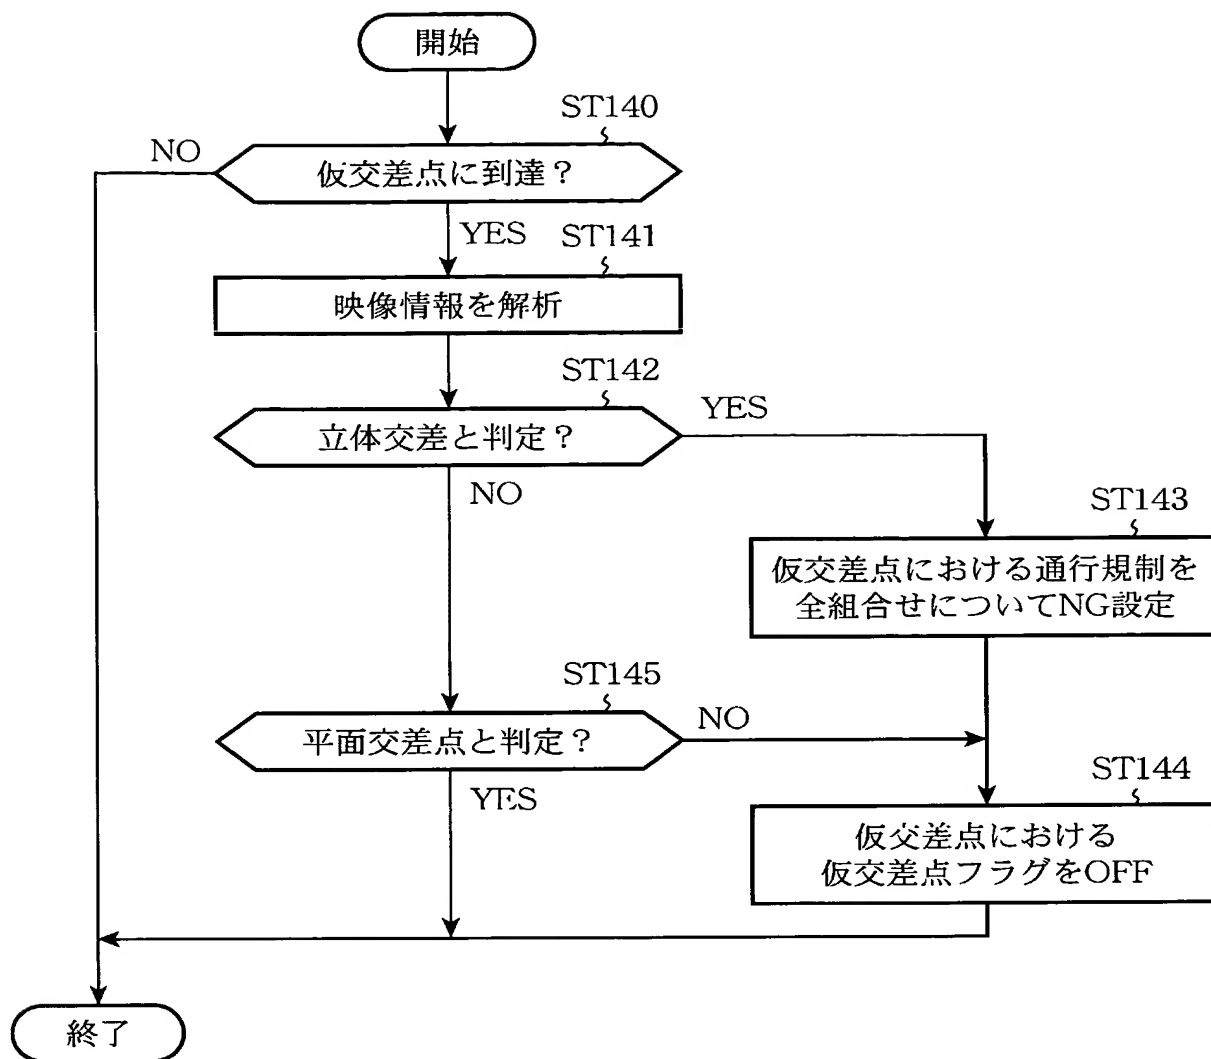 開始
ST140
NO
仮交差点に到達？
YES
ST141
映像情報を解析
ST142
YES
立体交差と判定？
NO
ST143
仮交差点における通行規制を
全組合せについてNG設定
ST145
NO
平面交差点と判定？
YES
ST144
仮交差点における
仮交差点フラグをOFF
終了